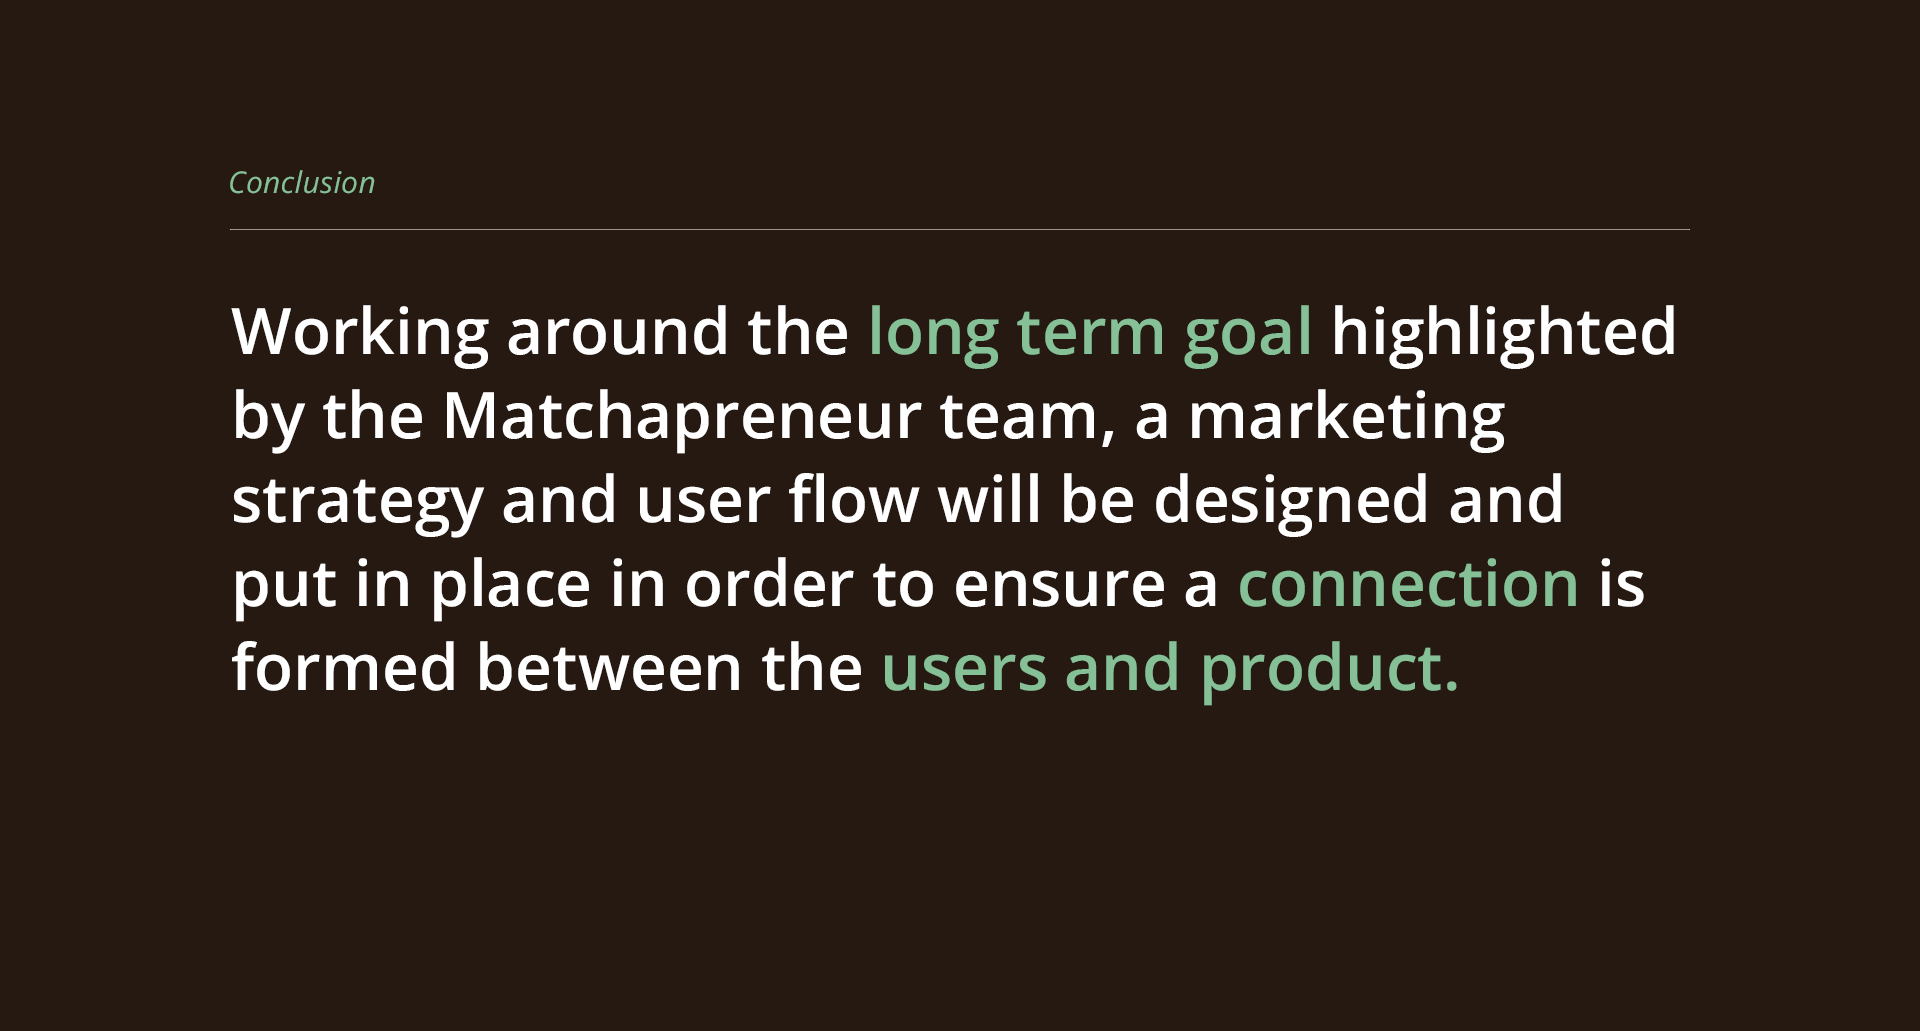 Conclusion
Working around the long term goal highlighted
by the Matchapreneur team, a marketing
strategy and user flow will be designed and
put in place in order to ensure a connection is
formed between the users and product.